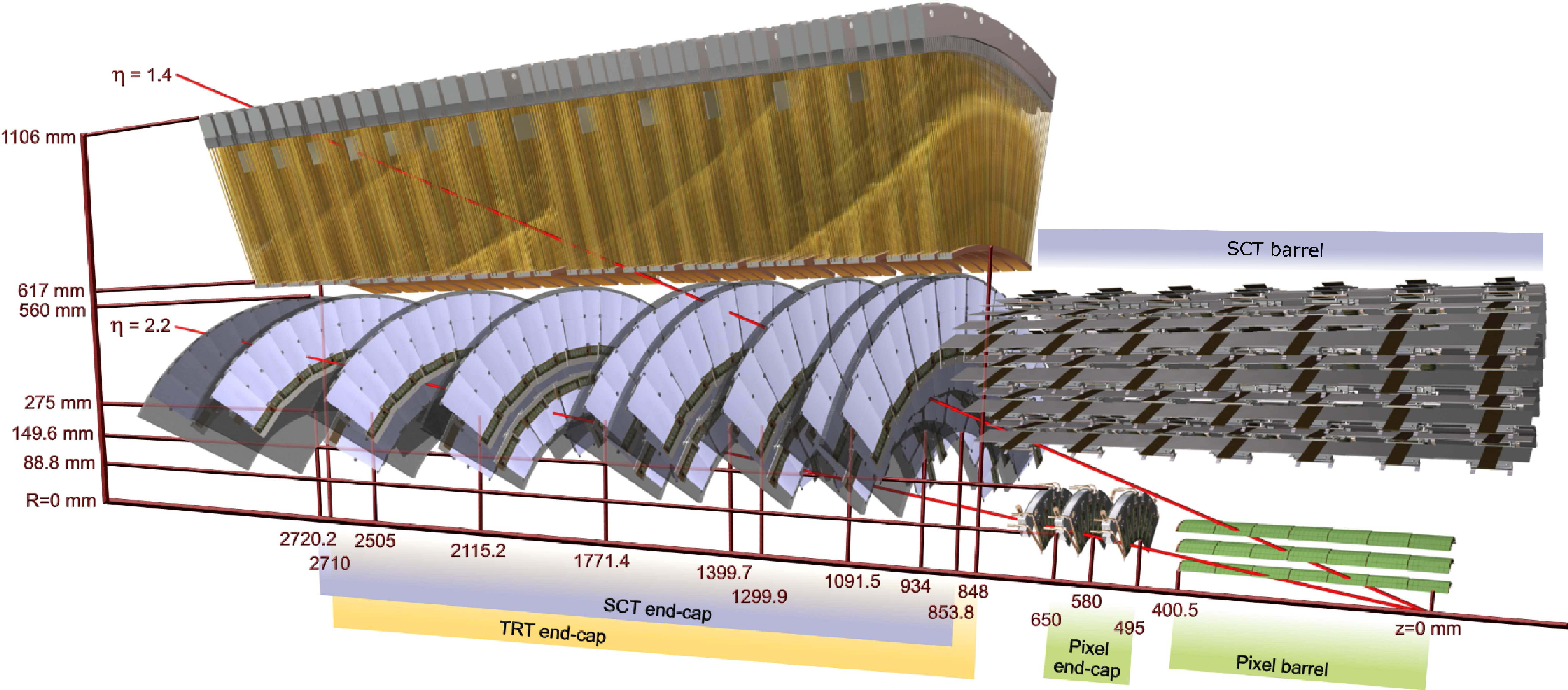 η = 1.4
1106 mm
SCT barrel
617 mm
560 mm
η = 2.2
275 mm
149.6 mm
88.8 mm
R=0 mm
2720.2
2710
2505
2115.2
1771.4
1399.7
1299.9
1091.5
934
853.8
848
650
580
495
400.5
z=0 mm
SCT end-cap
TRT end-cap
Pixel
end-cap
Pixel barrel